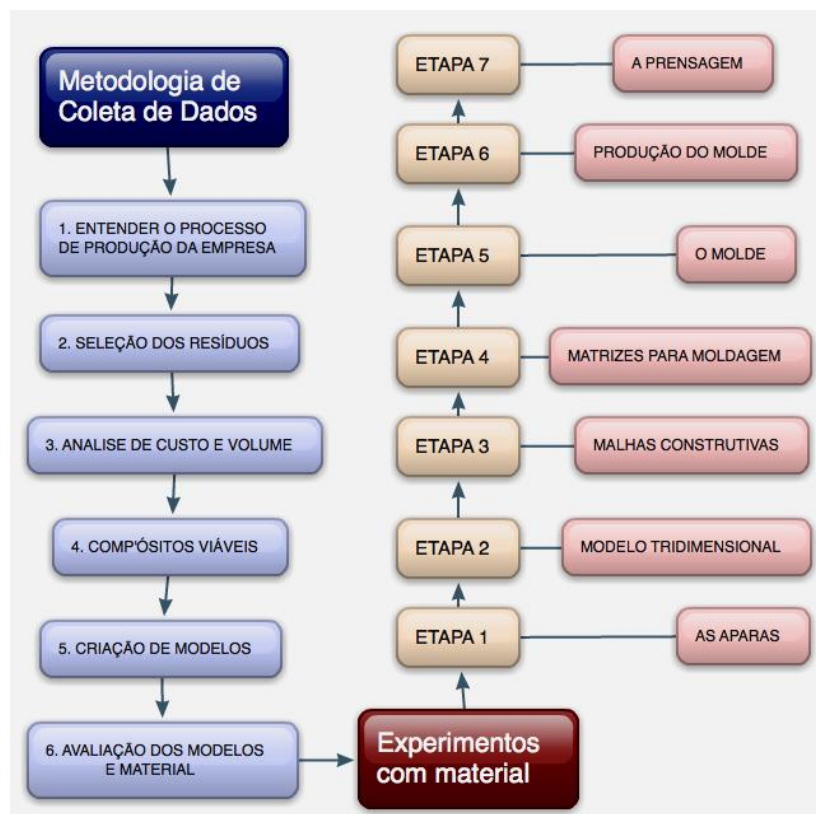 Metodologia de
Coleta de Dados
1. ENTENDER O PROCESSO
DE PRODUÇÃO DA EMPRESA
2. SELEÇÃO DOS RESÍDUOS
3. ANALISE DE CUSTO E VOLUME
4. COMP'ÓSITOS VIÁVEIS
5. CRIAÇÃO DE MODELOS
6. AVALIAÇÃO DOS MODELOS
E MATERIAL
Experimentos
com material
ETAPA 1
AS APARAS
ETAPA 2
MODELO TRIDIMENSIONAL
ETAPA 3
MALHAS CONSTRUTIVAS
ETAPA 4
MATRIZES PARA MOLDAGEM
ETAPA 5
O MOLDE
ETAPA 6
PRODUÇÃO DO MOLDE
ETAPA 7
A PRENSAGEM